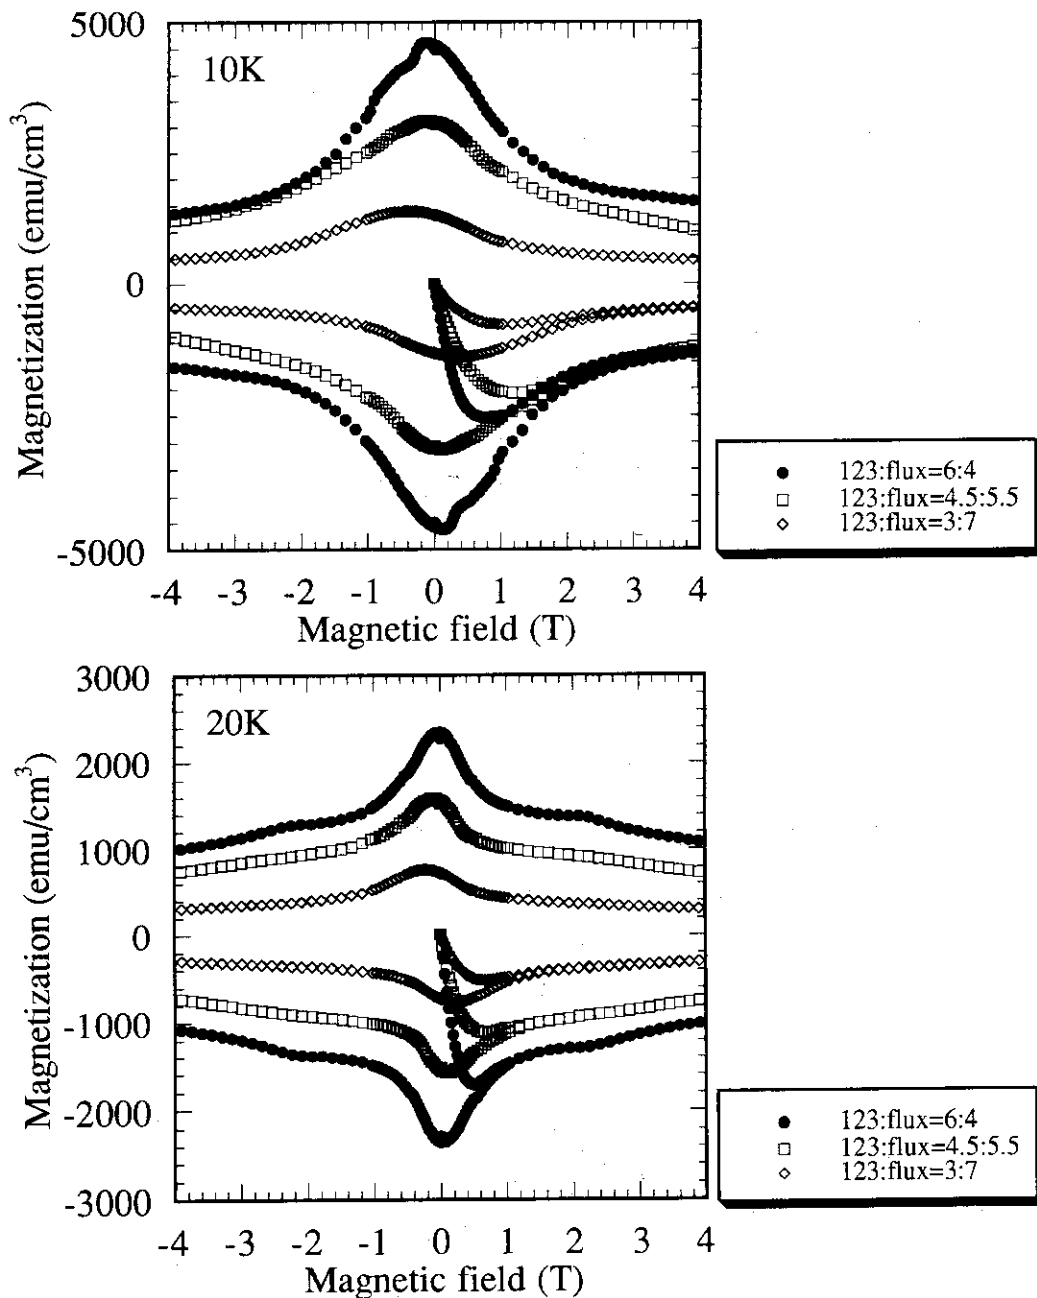 5000
10K
Magnetization (emu/cm³)
0
-5000
-4 -3 -2 -1 0 1 2 3 4
Magnetic field (T)
123:flux=6:4
123:flux=4.5:5.5
123:flux=3:7
3000
20K
2000
1000
Magnetization (emu/cm³)
0
-1000
-2000
-3000
-4 -3 -2 -1 0 1 2 3 4
Magnetic field (T)
123:flux=6:4
123:flux=4.5:5.5
123:flux=3:7